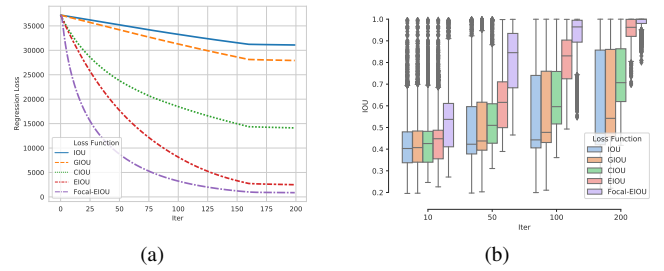 Regression Loss
35000
30000
25000
20000
15000
10000
5000
0
Loss Function
IOU
GIOU
CIOU
EIOU
Focal-EIOU
0 25 50 75 100 125 150 175 200
Iter
(a)
IOU
1.0
0.9
0.8
0.7
0.6
0.5
0.4
0.3
0.2
Loss Function
IOU
GIOU
CIOU
EIOU
Focal-EIOU
10 50 100 200
Iter
(b)